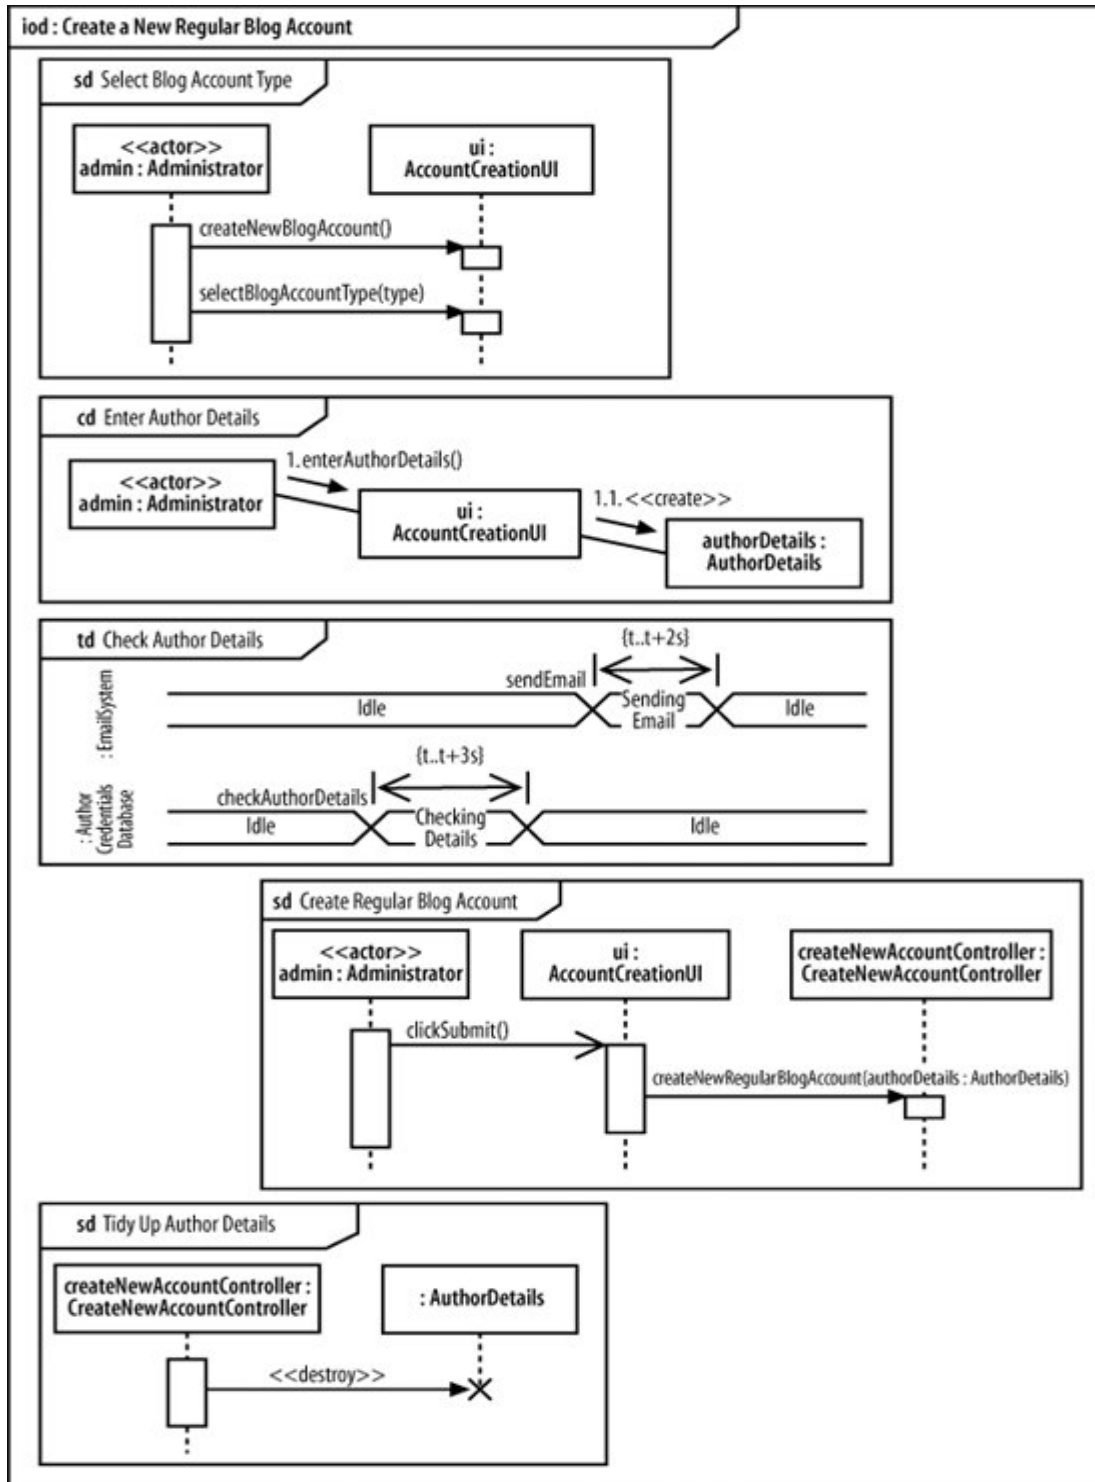 iod : Create a New Regular Blog Account
sd Select Blog Account Type
<<actor>>
admin : Administrator
ui :
AccountCreationUI
createNewBlogAccount()
selectBlogAccountType(type)
cd Enter Author Details
<<actor>>
admin : Administrator
1. enterAuthorDetails()
ui :
AccountCreationUI
1.1. <<create>>
authorDetails :
AuthorDetails
td Check Author Details
: EmailSystem
{t..t+2s}
sendEmail
Idle
Sending
Email
Idle
: Author
Credentials
Database
{t..t+3s}
checkAuthorDetails
Idle
Checking
Details
Idle
sd Create Regular Blog Account
<<actor>>
admin : Administrator
ui :
AccountCreationUI
createNewAccountController :
CreateNewAccountController
clickSubmit()
createNewRegularBlogAccount(authorDetails : AuthorDetails)
sd Tidy Up Author Details
createNewAccountController :
CreateNewAccountController
: AuthorDetails
<<destroy>>